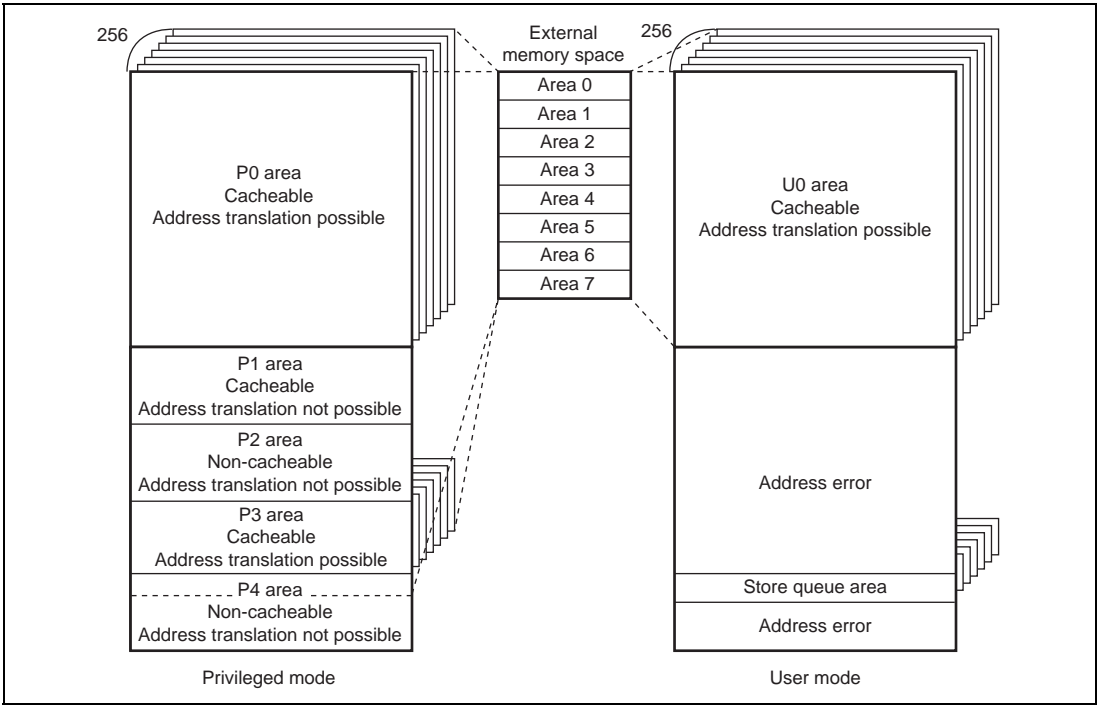 256
External
memory space
256
Area 0
Area 1
Area 2
Area 3
Area 4
Area 5
Area 6
Area 7
P0 area
Cacheable
Address translation possible
U0 area
Cacheable
Address translation possible
P1 area
Cacheable
Address translation not possible
P2 area
Non-cacheable
Address translation not possible
P3 area
Cacheable
Address translation possible
P4 area
Non-cacheable
Address translation not possible
Address error
Store queue area
Address error
Privileged mode
User mode